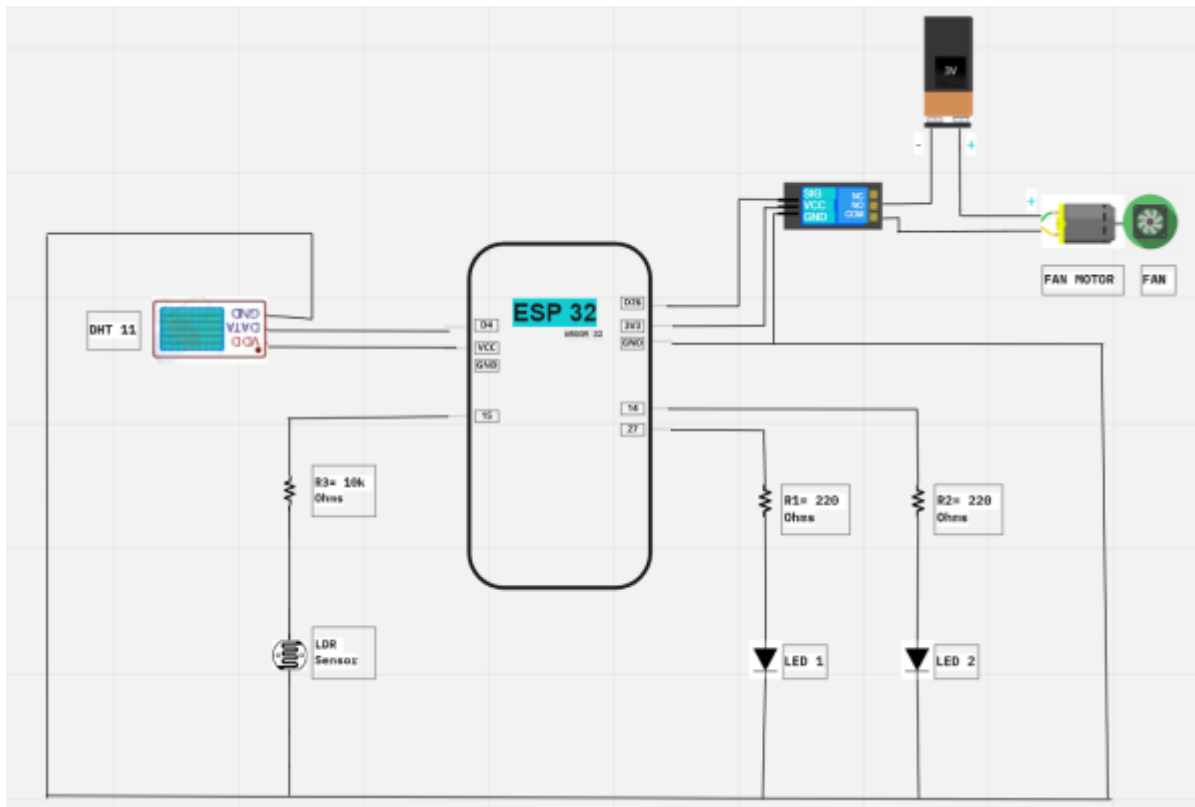 3V
-
+
SIG
VCC
GND
NC
NO
COM
+
FAN MOTOR
FAN
DHT 11
GND
DATA
VDD
ESP 32
WROOM 32
D4
VCC
GND
15
3V3
GND
14
27
R3= 10k
Ohms
R1= 220
Ohms
R2= 220
Ohms
LDR
Sensor
LED 1
LED 2